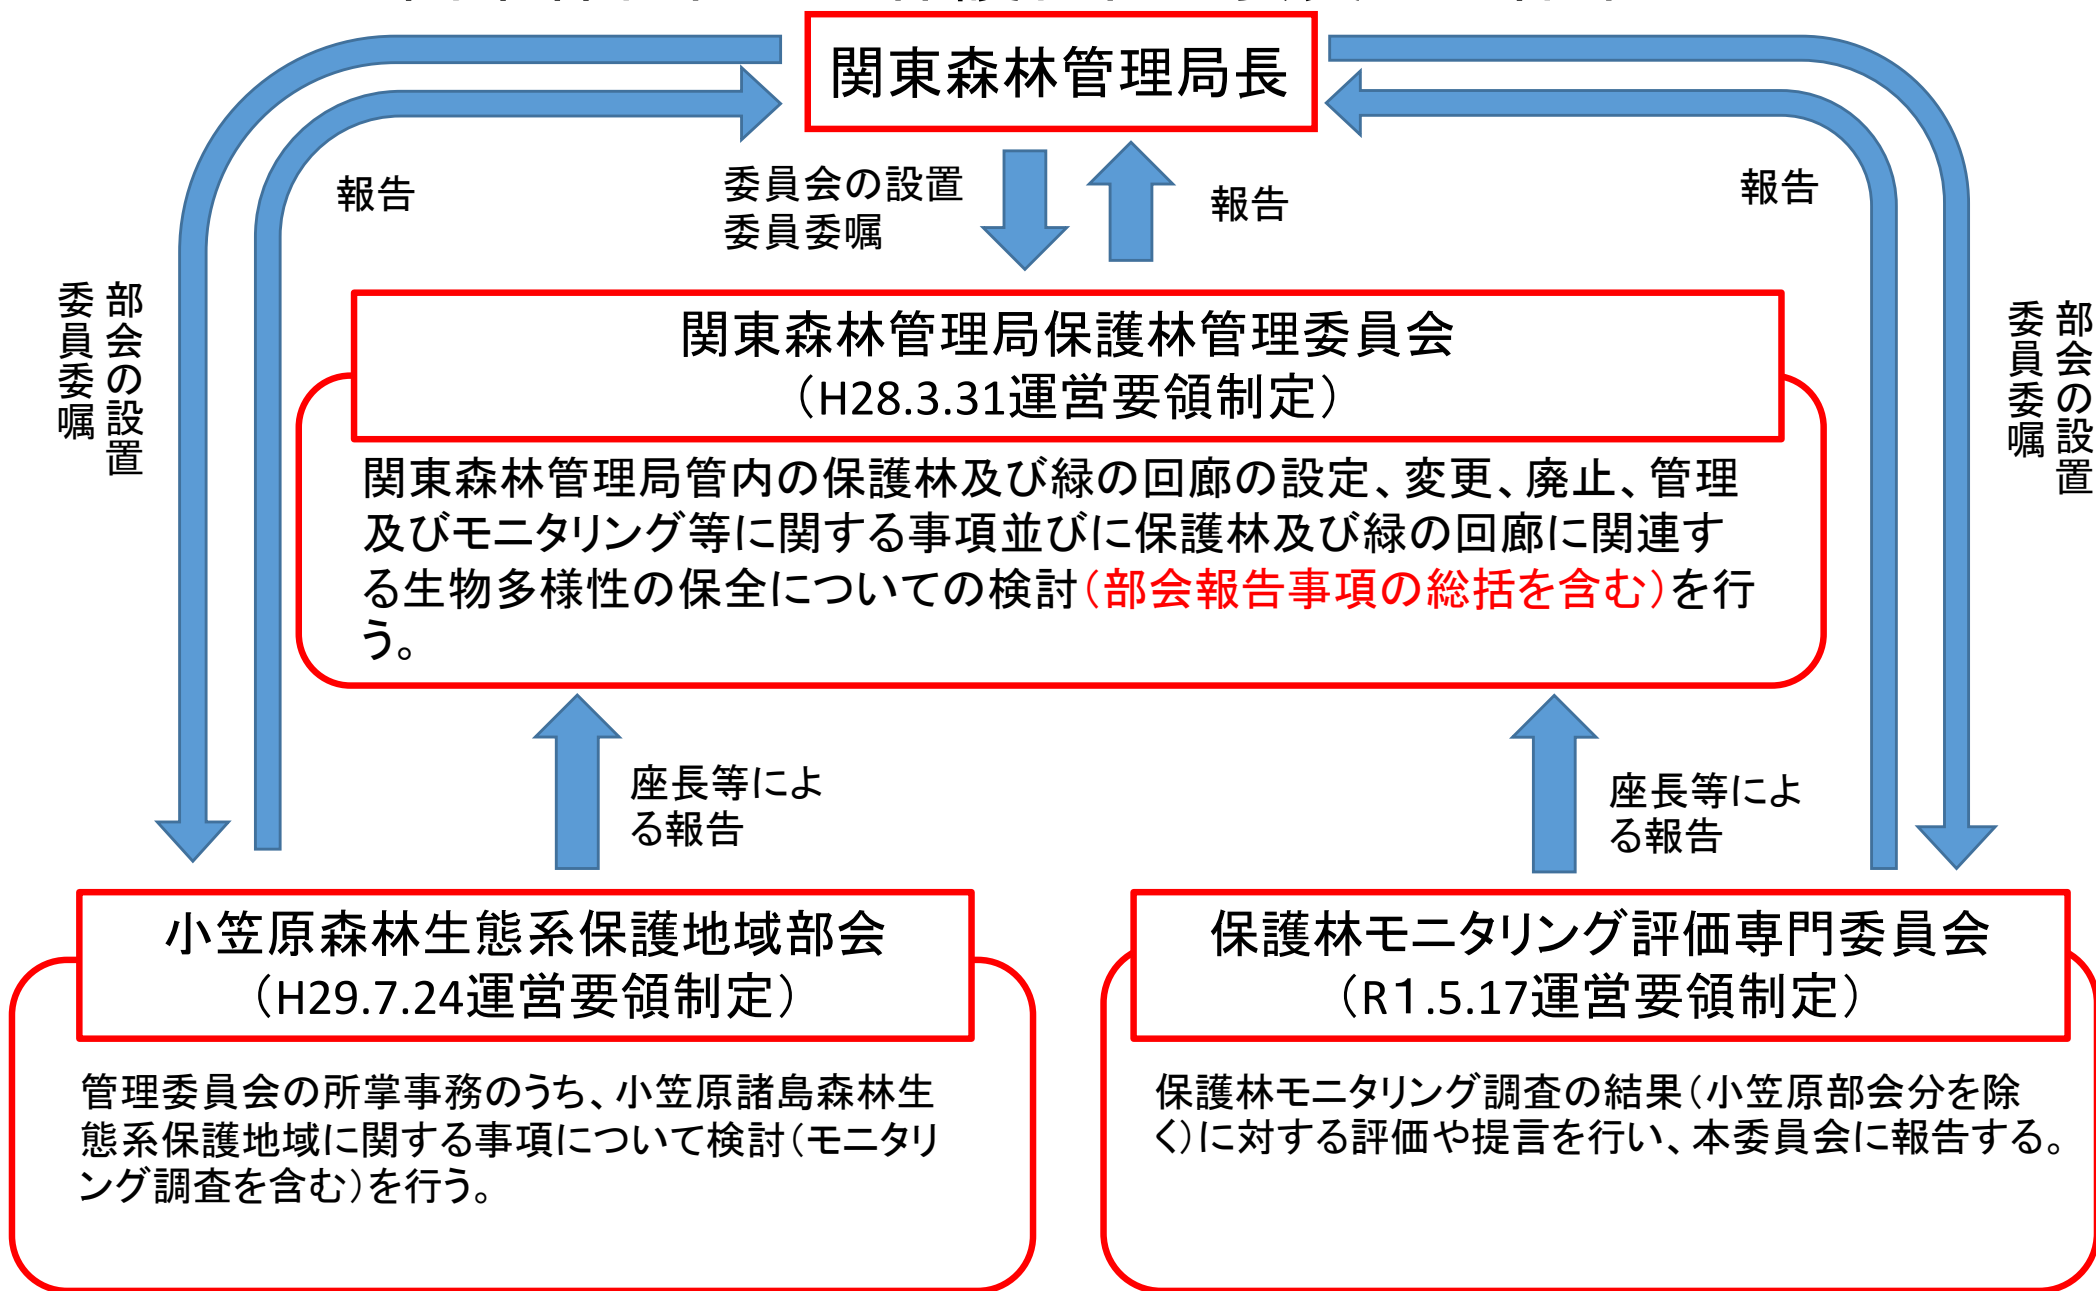 関東森林管理局長
報告
委員会の設置
委員委嘱
報告
報告
部会の設置
委員委嘱
部会の設置
委員委嘱
関東森林管理局保護林管理委員会
（H28.3.31運営要領制定）
関東森林管理局管内の保護林及び緑の回廊の設定、変更、廃止、管理
及びモニタリング等に関する事項並びに保護林及び緑の回廊に関連す
る生物多様性の保全についての検討（部会報告事項の総括を含む）を行
う。
座長等によ
る報告
座長等によ
る報告
小笠原森林生態系保護地域部会
（H29.7.24運営要領制定）
保護林モニタリング評価専門委員会
（R１.5.17運営要領制定）
管理委員会の所掌事務のうち、小笠原諸島森林生
態系保護地域に関する事項について検討（モニタリ
ング調査を含む）を行う。
保護林モニタリング調査の結果（小笠原部会分を除
く）に対する評価や提言を行い、本委員会に報告する。